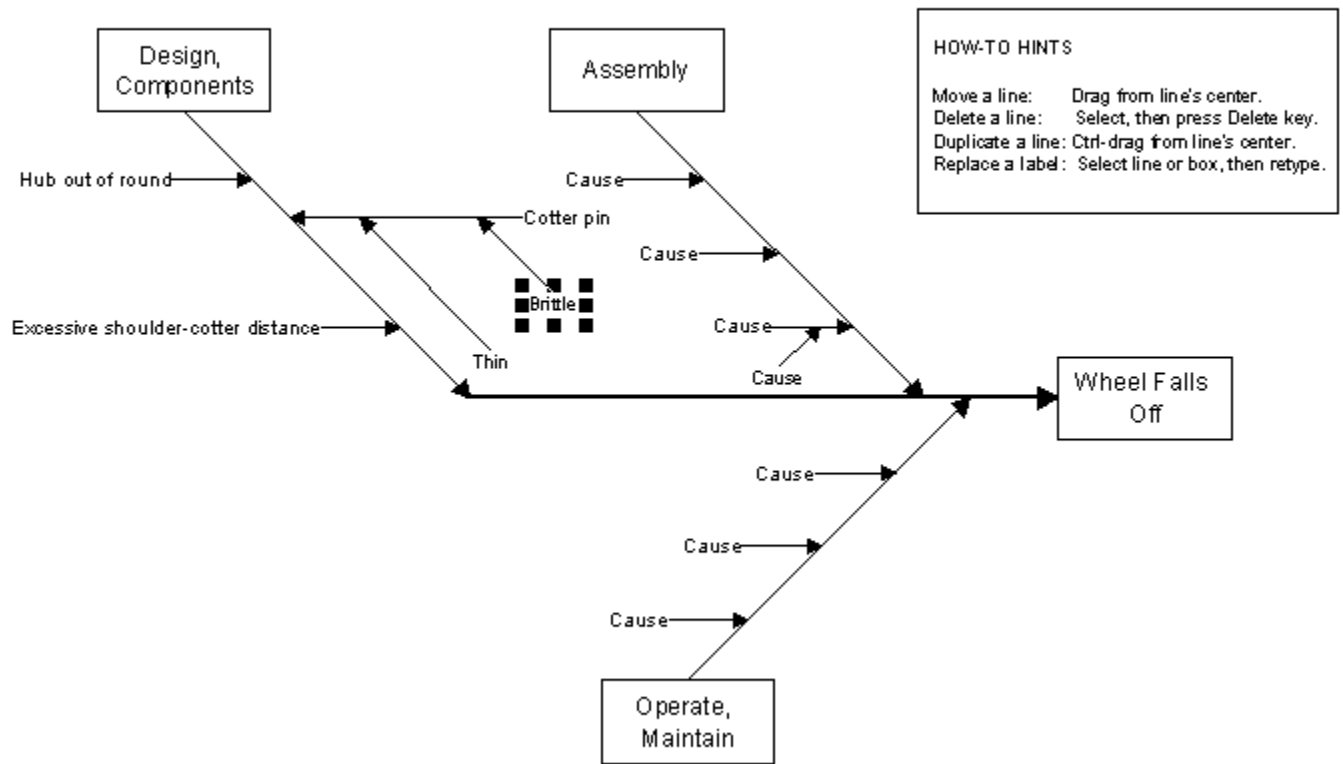 Design,
Components
Assembly
HOW-TO HINTS
Move a line: Drag from line's center.
Delete a line: Select, then press Delete key.
Duplicate a line: Ctrl-drag from line's center.
Replace a label: Select line or box, then retype.
Hub out of round
Cause
Cotter pin
Cause
Brittle
Excessive shoulder-cotter distance
Cause
Thin
Cause
Wheel Falls
Off
Cause
Cause
Cause
Operate,
Maintain